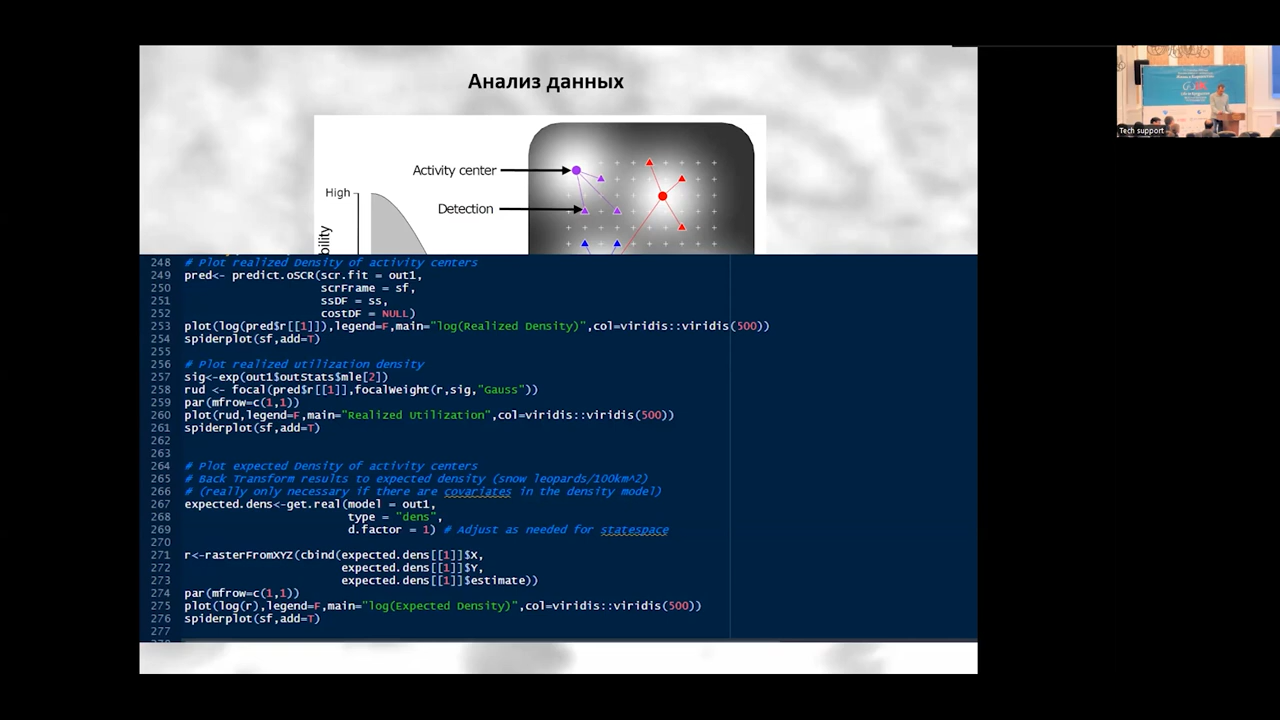 Анализ данных
Activity center
High
Detection
bility
248 # Plot realized Density of activity centers
249 pred<- predict.oSCR(scr.fit = out1,
250 scrFrame = sf,
251 ssDF = ss,
252 costDF = NULL)
253 plot(log(pred$r[[1]]),legend=F,main="log(Realized Density)",col=viridis::viridis(500))
254 spiderplot(sf,add=T)
255
256 # Plot realized utilization density
257 sig<-exp(out1$outStats$mle[2])
258 rud <- focal(pred$r[[1]],focalWeight(r,sig,"Gauss"))
259 par(mfrow=c(1,1))
260 plot(rud,legend=F,main="Realized Utilization",col=viridis::viridis(500))
261 spiderplot(sf,add=T)
262
263
264 # Plot expected Density of activity centers
265 # Back Transform results to expected density (snow leopards/100km^2)
266 # (really only necessary if there are covariates in the density model)
267 expected.dens<-get.real(model = out1,
268 type = "dens",
269 d.factor = 1) # Adjust as needed for statespace
270
271 r<-rasterFromXYZ(cbind(expected.dens[[1]]$X,
272 expected.dens[[1]]$Y,
273 expected.dens[[1]]$estimate))
274 par(mfrow=c(1,1))
275 plot(log(r),legend=F,main="log(Expected Density)",col=viridis::viridis(500))
276 spiderplot(sf,add=T)
277
Tech support